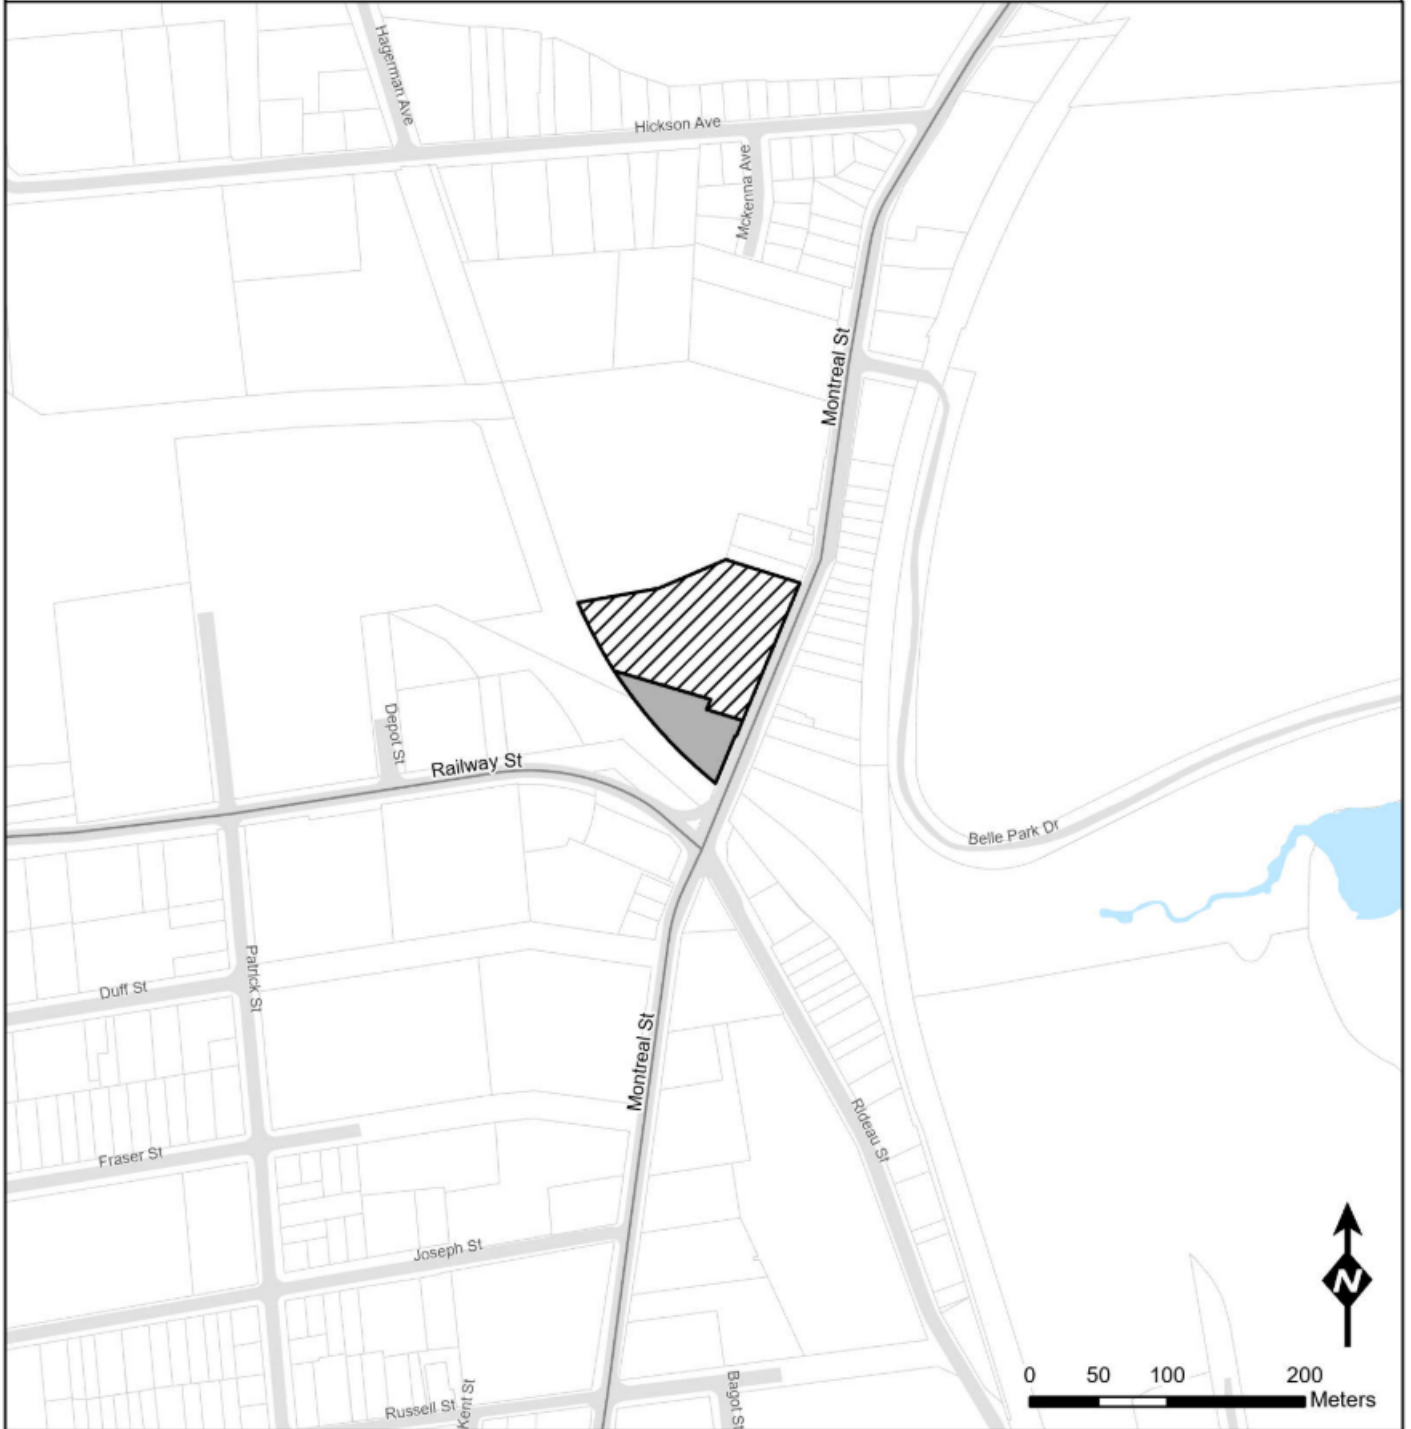 Hagerman Ave
Hickson Ave
Mckenna Ave
Montreal St
Depot St
Railway St
Belle Park Dr
Patrick St
Duff St
Montreal St
Rideau St
Fraser St
Joseph St
N
0 50 100 200
Meters
Kent St
Bagot St
Russell St